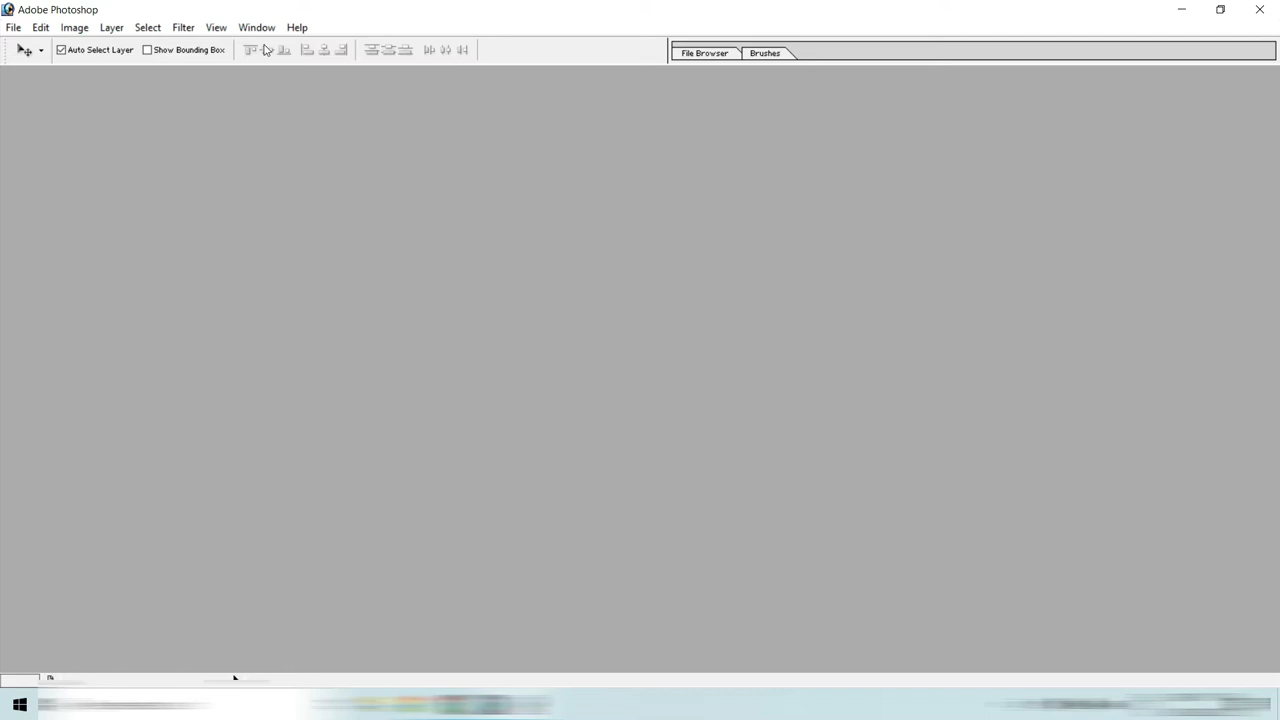 Adobe Photoshop
File Edit Image Layer Select Filter View Window Help
Auto Select Layer Show Bounding Box File Browser Brushes